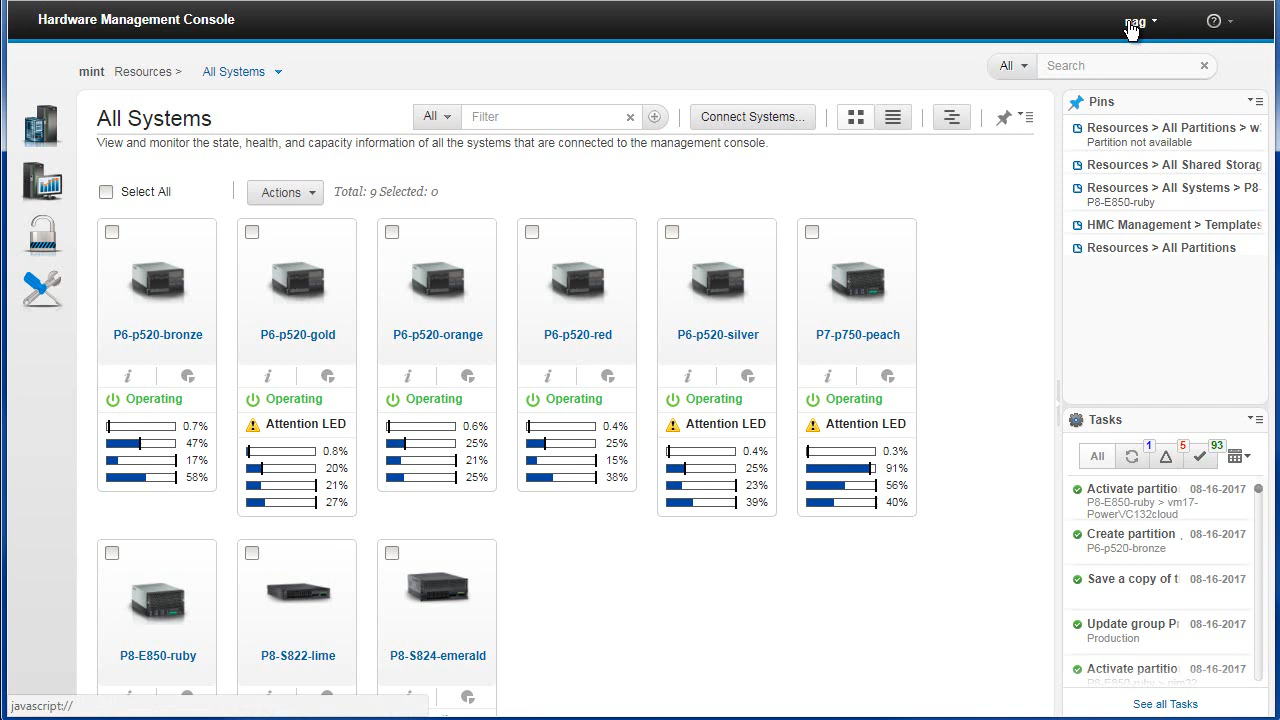 Hardware Management Console
nag
mint Resources > All Systems
All Search
All Systems
All Filter
Connect Systems...
View and monitor the state, health, and capacity information of all the systems that are connected to the management console.
Select All
Actions
Total: 9 Selected: 0
P6-p520-bronze
Operating
0.7%
47%
17%
58%
P6-p520-gold
Operating
Attention LED
0.8%
20%
21%
27%
P6-p520-orange
Operating
0.6%
25%
21%
25%
P6-p520-red
Operating
0.4%
25%
15%
38%
P6-p520-silver
Operating
Attention LED
0.4%
25%
23%
39%
P7-p750-peach
Operating
Attention LED
0.3%
91%
56%
40%
P8-E850-ruby
P8-S822-lime
P8-S824-emerald
Pins
Resources > All Partitions >
Partition not available
Resources > All Shared Storag
Resources > All Systems > P8-
P8-E850-ruby
HMC Management > Templates
Resources > All Partitions
Tasks
All 1 5 93
Activate partitio 08-16-2017
P8-E850-ruby > vm17-
PowerVC132cloud
Create partition 08-16-2017
P6-p520-bronze
Save a copy of t 08-16-2017
Update group P 08-16-2017
Production
Activate partitio 08-16-2017
See all Tasks
javascript://